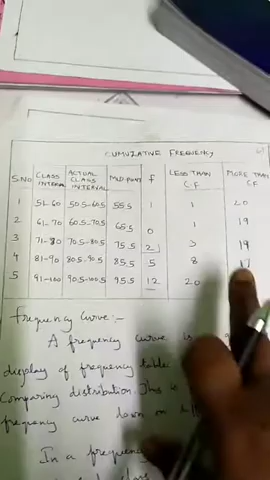 CUMULATIVE FREQUENCY
S.NO CLASS INTERVAL ACTUAL CLASS INTERVAL MID POINT f LESS THAN C.F MORE THAN CF
1 51-60 50.5-60.5 55.5 1 1 20
2 61-70 60.5-70.5 65.5 0 1 19
3 71-80 70.5-80.5 75.5 2 3 19
4 81-90 80.5-90.5 85.5 5 8 17
5 91-100 90.5-100.5 95.5 12 20
Frequency Curve:-
A frequency curve is a
display of frequency table
Comparing distribution. This is
frequency curve down on
In a frequency